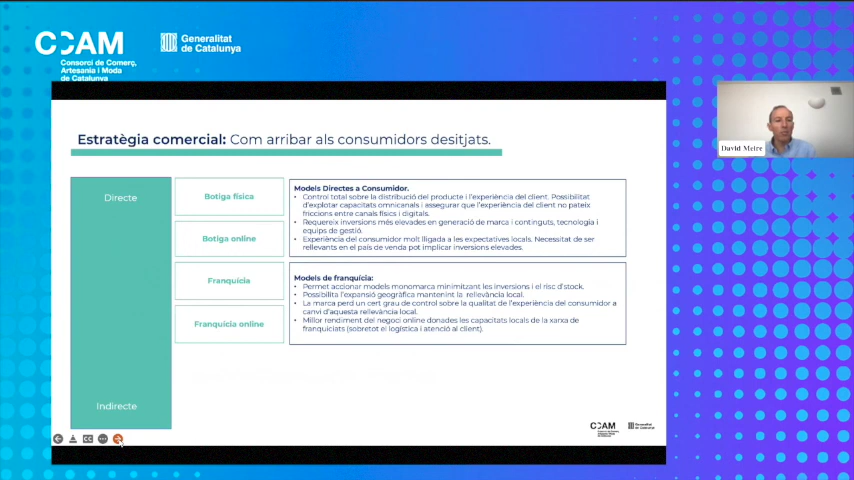 CCAM
Consorci de Comerç,
Artesania i Moda
de Catalunya
Generalitat
de Catalunya
Estratègia comercial: Com arribar als consumidors desitjats.
Directe
Indirecte
Botiga física
Botiga online
Franquícia
Franquícia online
Models Directes a Consumidor.
• Control total sobre la distribució del producte i l'experiència del client. Possibilitat
d'explotar capacitats omnicanals i assegurar que l'experiència del client no pateix
friccions entre canals físics i digitals.
• Requereix inversions més elevades en generació de marca i continguts, tecnologia i
equips de gestió.
• Experiència del consumidor molt lligada a les expectatives locals. Necessitat de ser
rellevants en el país de venda pot implicar inversions elevades.
Models de franquícia:
• Permet accionar models monomarca minimitzant les inversions i el risc d'stock.
• Possibilita l'expansió geogràfica mantenint la rellevància local.
• La marca perd un cert grau de control sobre la qualitat de l'experiència del consumidor a
canvi d'aquesta rellevància local.
• Millor rendiment del negoci online donades les capacitats locals de la xarxa de
franquiciats (sobretot el logística i atenció al client).
CC
CCAM
Generalitat
de Catalunya
David Meire